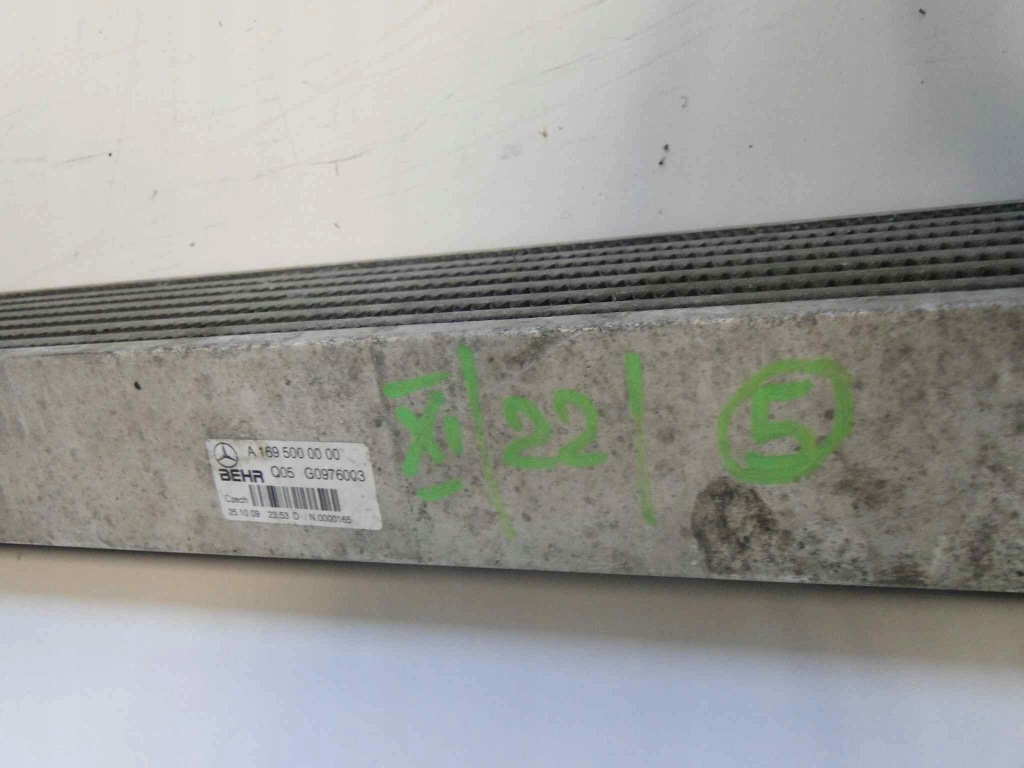 A 169 500 00 00
BEHR Q05 G0976003
Czech
25.10.09 23:53 D / N 0000165
XI / 22 / 5